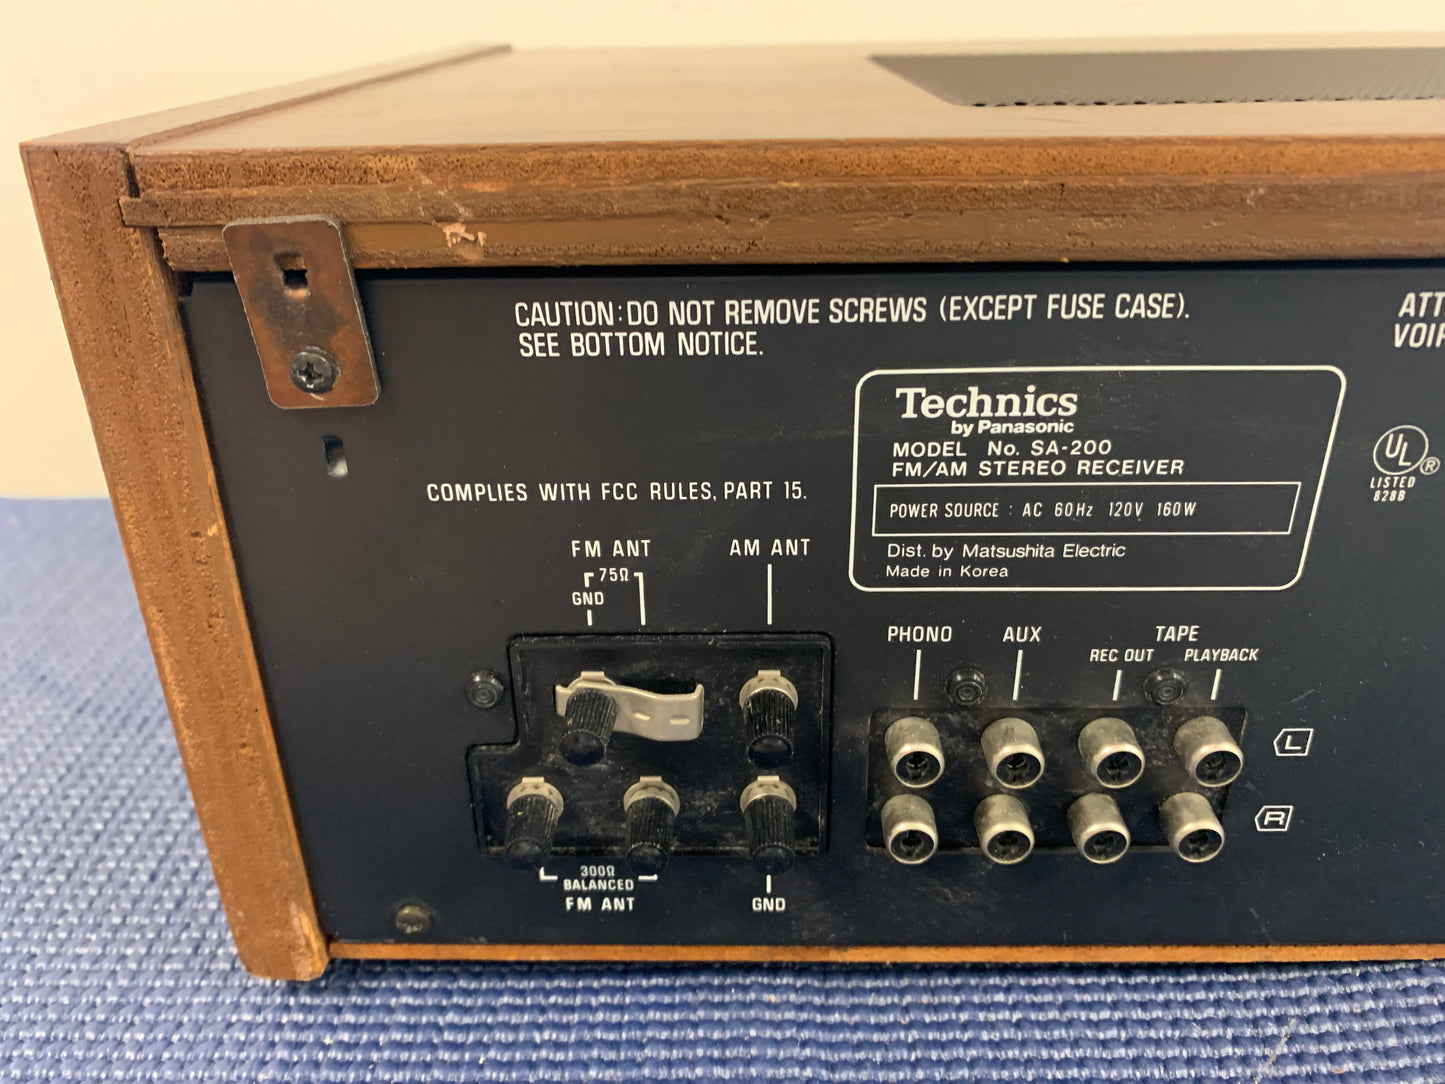 CAUTION: DO NOT REMOVE SCREWS (EXCEPT FUSE CASE).
SEE BOTTOM NOTICE.
Technics
by Panasonic
MODEL No. SA-200
FM/AM STEREO RECEIVER
POWER SOURCE : AC 60Hz 120V 160W
Dist. by Matsushita Electric
Made in Korea
UL ®
LISTED
828B
COMPLIES WITH FCC RULES, PART 15.
FM ANT
75Ω
GND
AM ANT
300Ω
BALANCED
FM ANT
GND
PHONO
AUX
TAPE
REC OUT
PLAYBACK
L
R